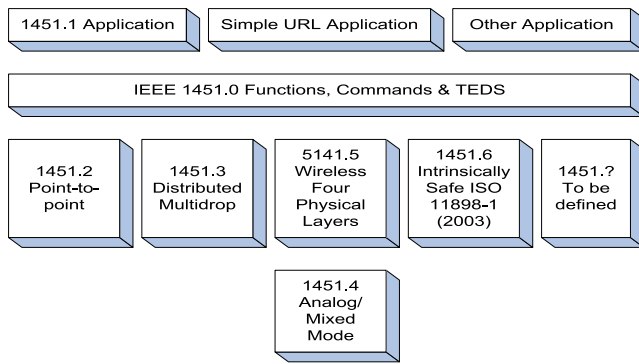 1451.1 Application
Simple URL Application
Other Application
IEEE 1451.0 Functions, Commands & TEDS
1451.2
Point-to-
point
1451.3
Distributed
Multidrop
5141.5
Wireless
Four
Physical
Layers
1451.6
Intrinsically
Safe ISO
11898-1
(2003)
1451.?
To be
defined
1451.4
Analog/
Mixed
Mode